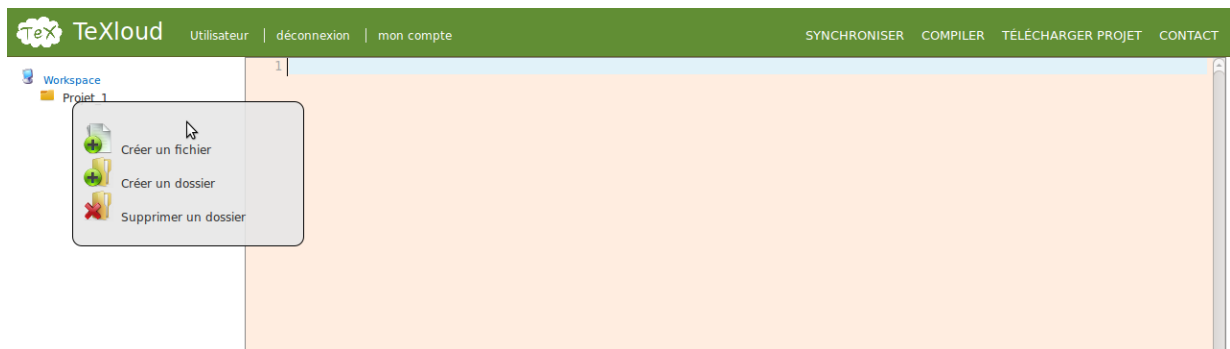 TeX TeXloud Utilisateur | déconnexion | mon compte SYNCHRONISER COMPILER TÉLÉCHARGER PROJET CONTACT
Workspace 1
Projet_1
Créer un fichier
Créer un dossier
Supprimer un dossier